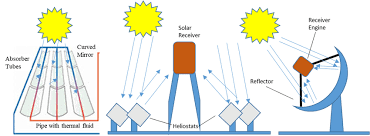 Absorber
Tubes
Curved
Mirror
Pipe with thermal fluid
Solar
Receiver
Heliostats
Receiver
Engine
Reflector